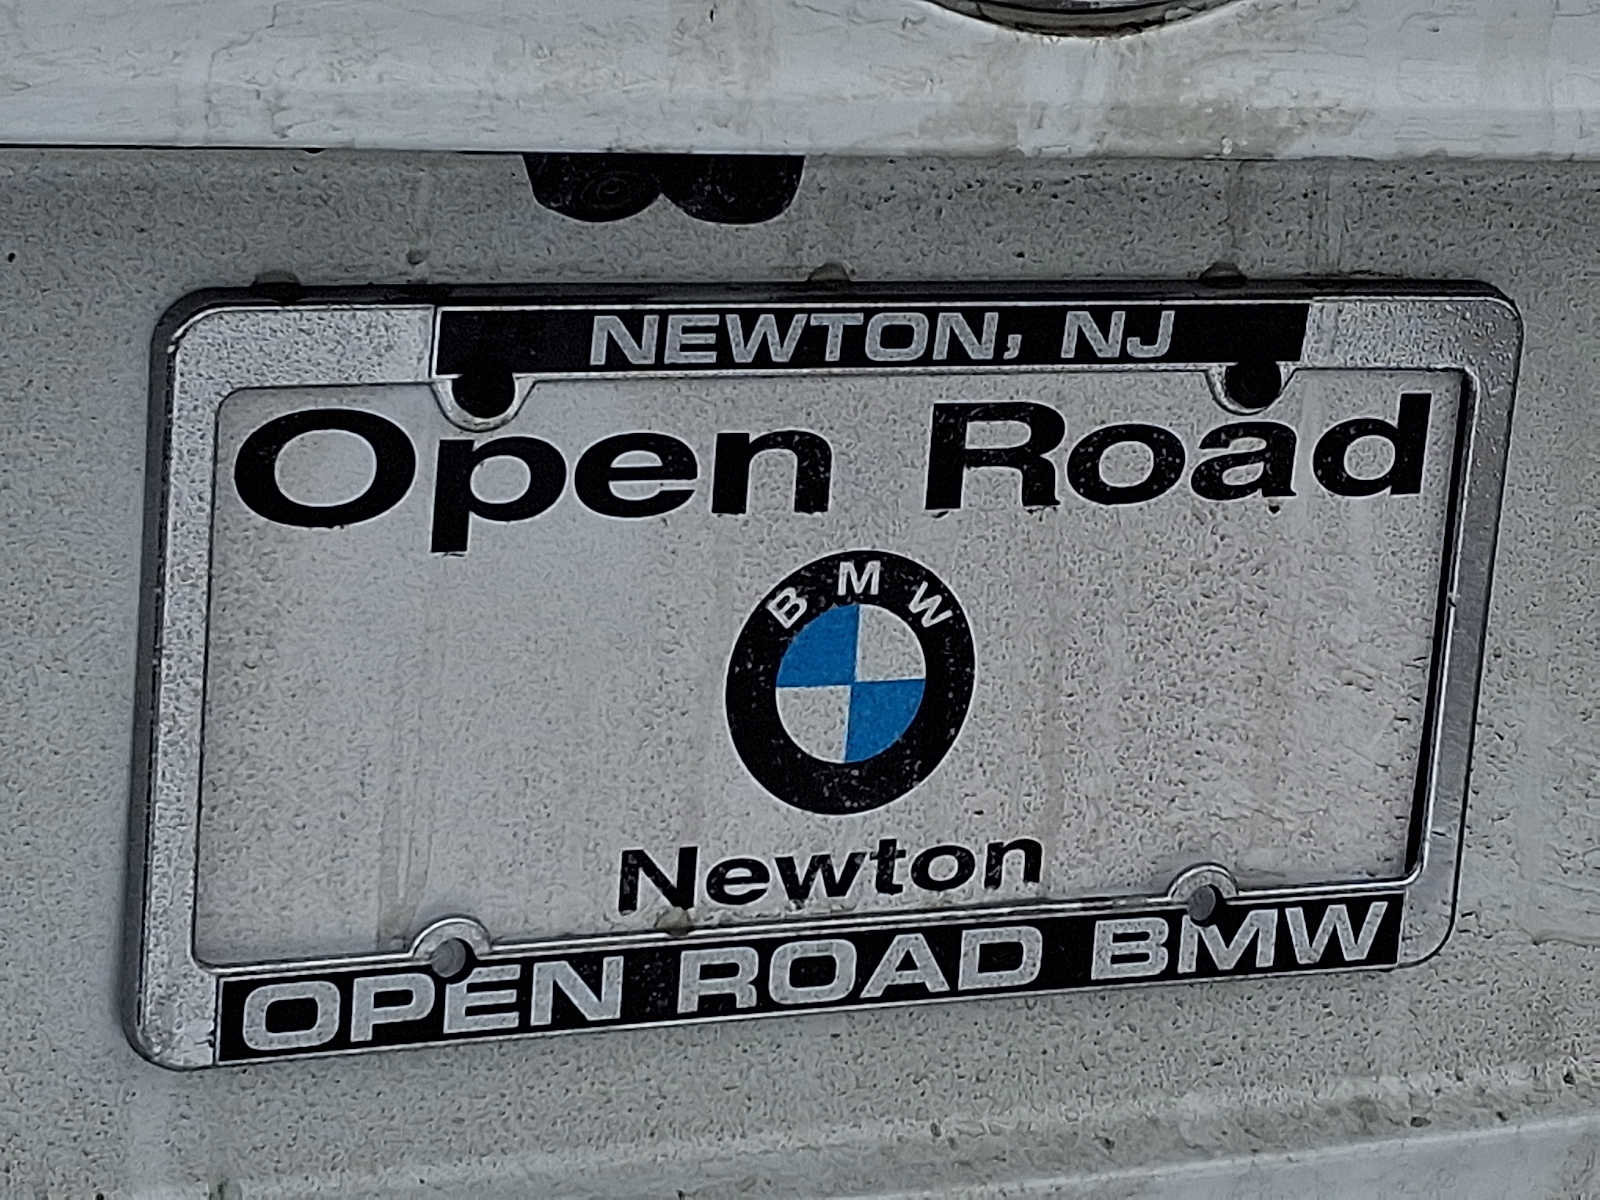 NEWTON, NJ
Open Road
BMW
Newton
OPEN ROAD BMW